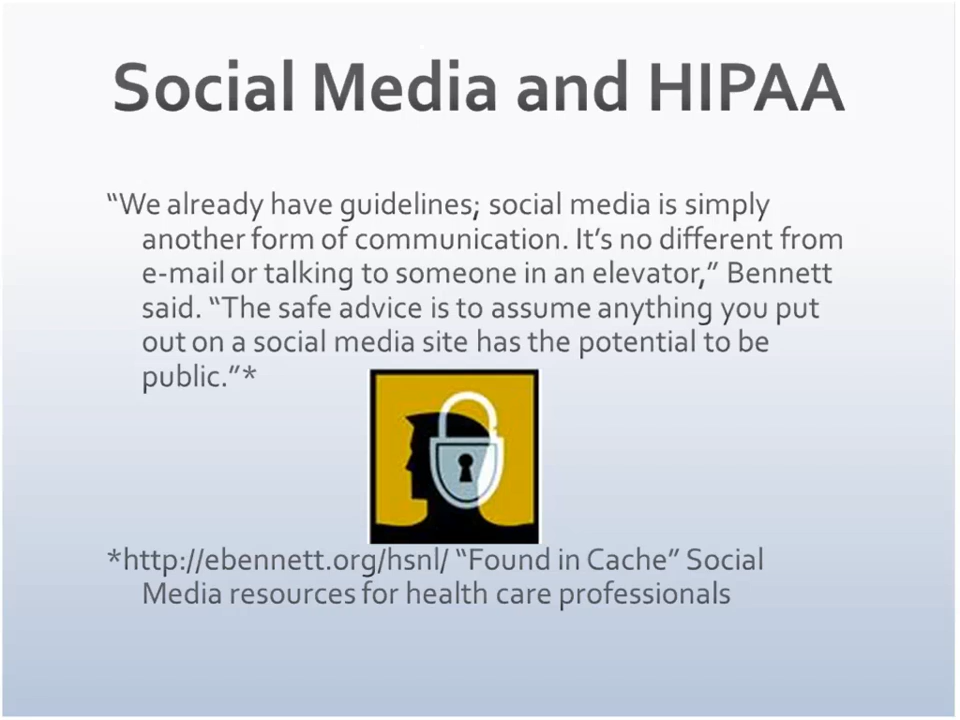 Social Media and HIPAA
“We already have guidelines; social media is simply
another form of communication. It’s no different from
e-mail or talking to someone in an elevator,” Bennett
said. “The safe advice is to assume anything you put
out on a social media site has the potential to be
public.”*
*http://ebennett.org/hsnl/ “Found in Cache” Social
Media resources for health care professionals